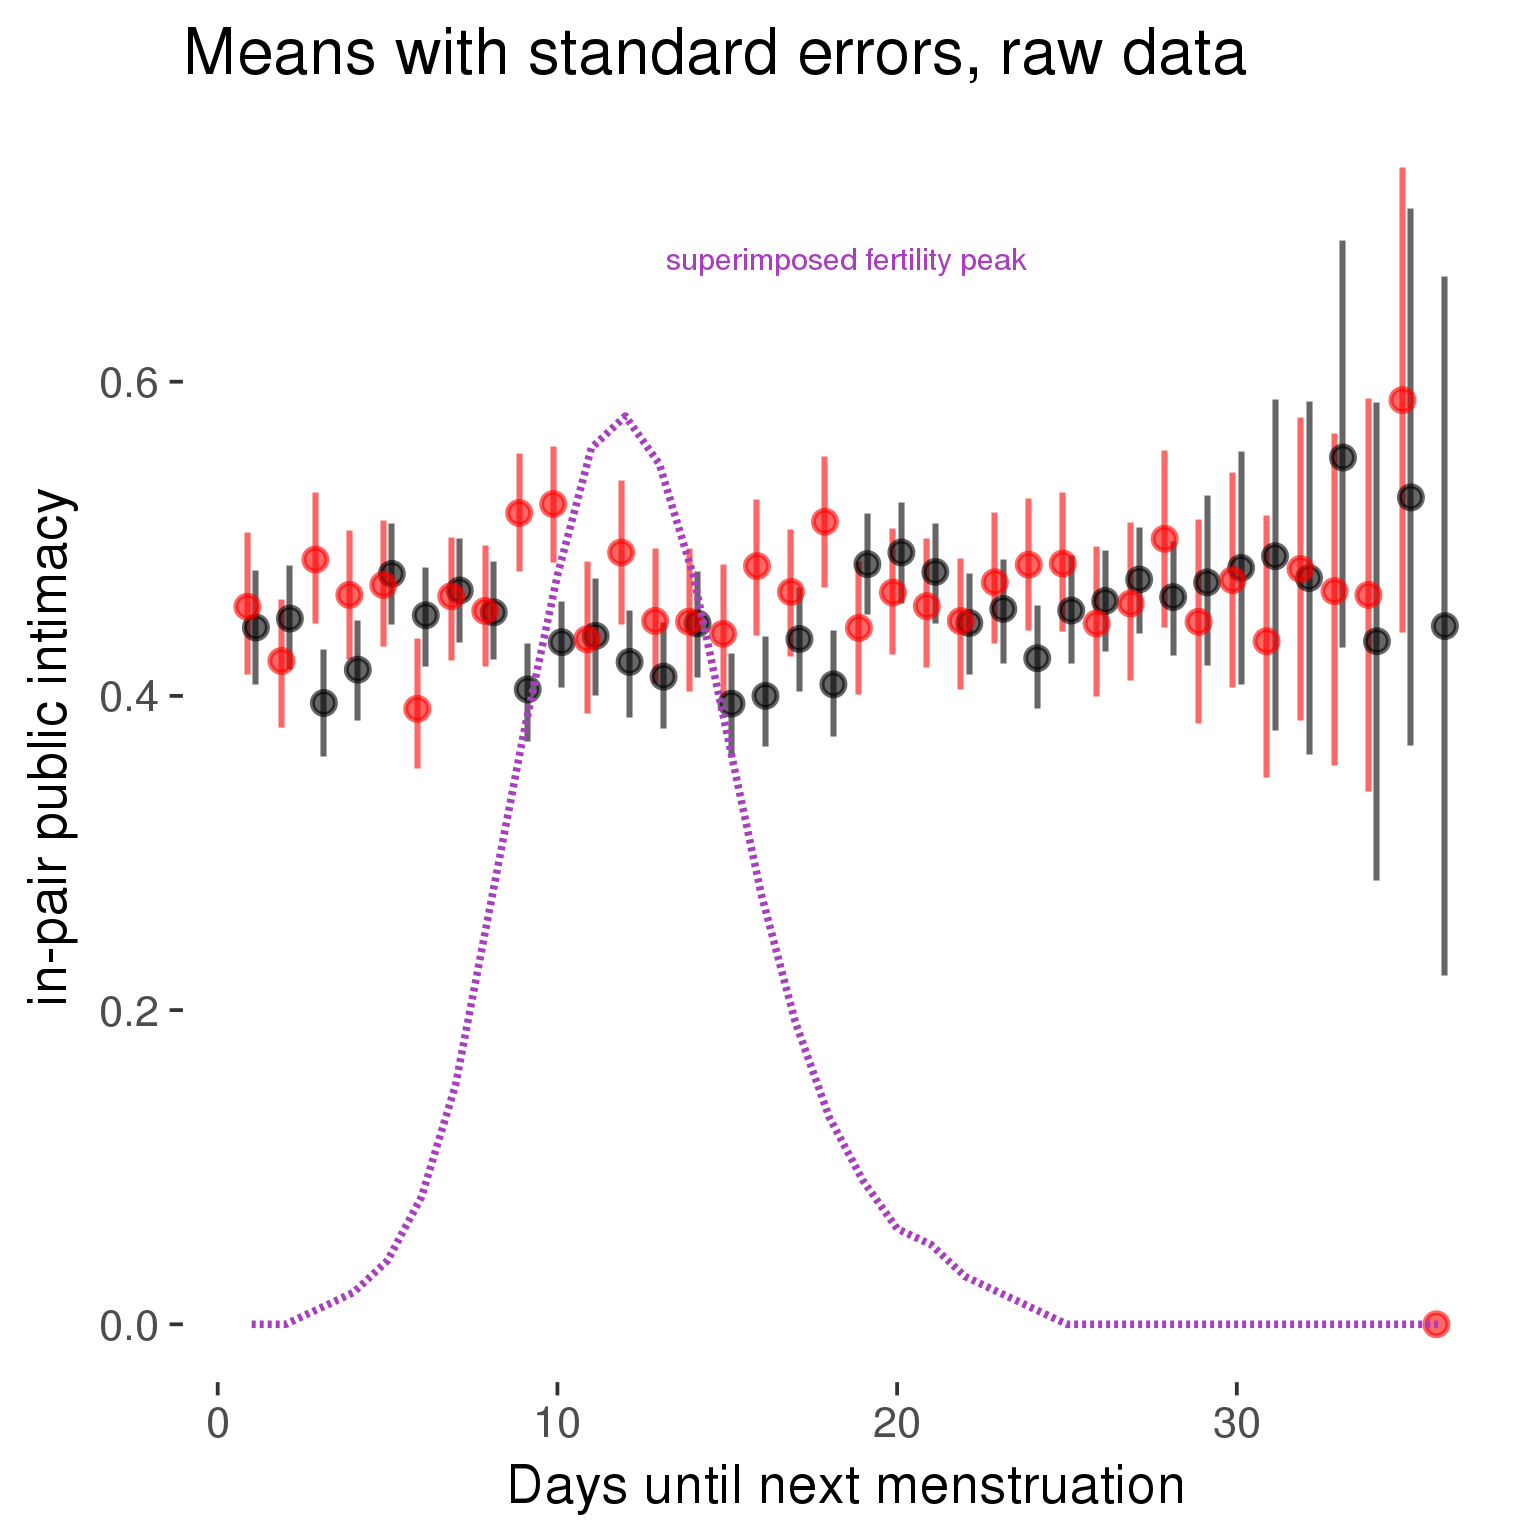 Means with standard errors, raw data
superimposed fertility peak
in-pair public intimacy
0.6
0.4
0.2
0.0
0
10
20
30
Days until next menstruation